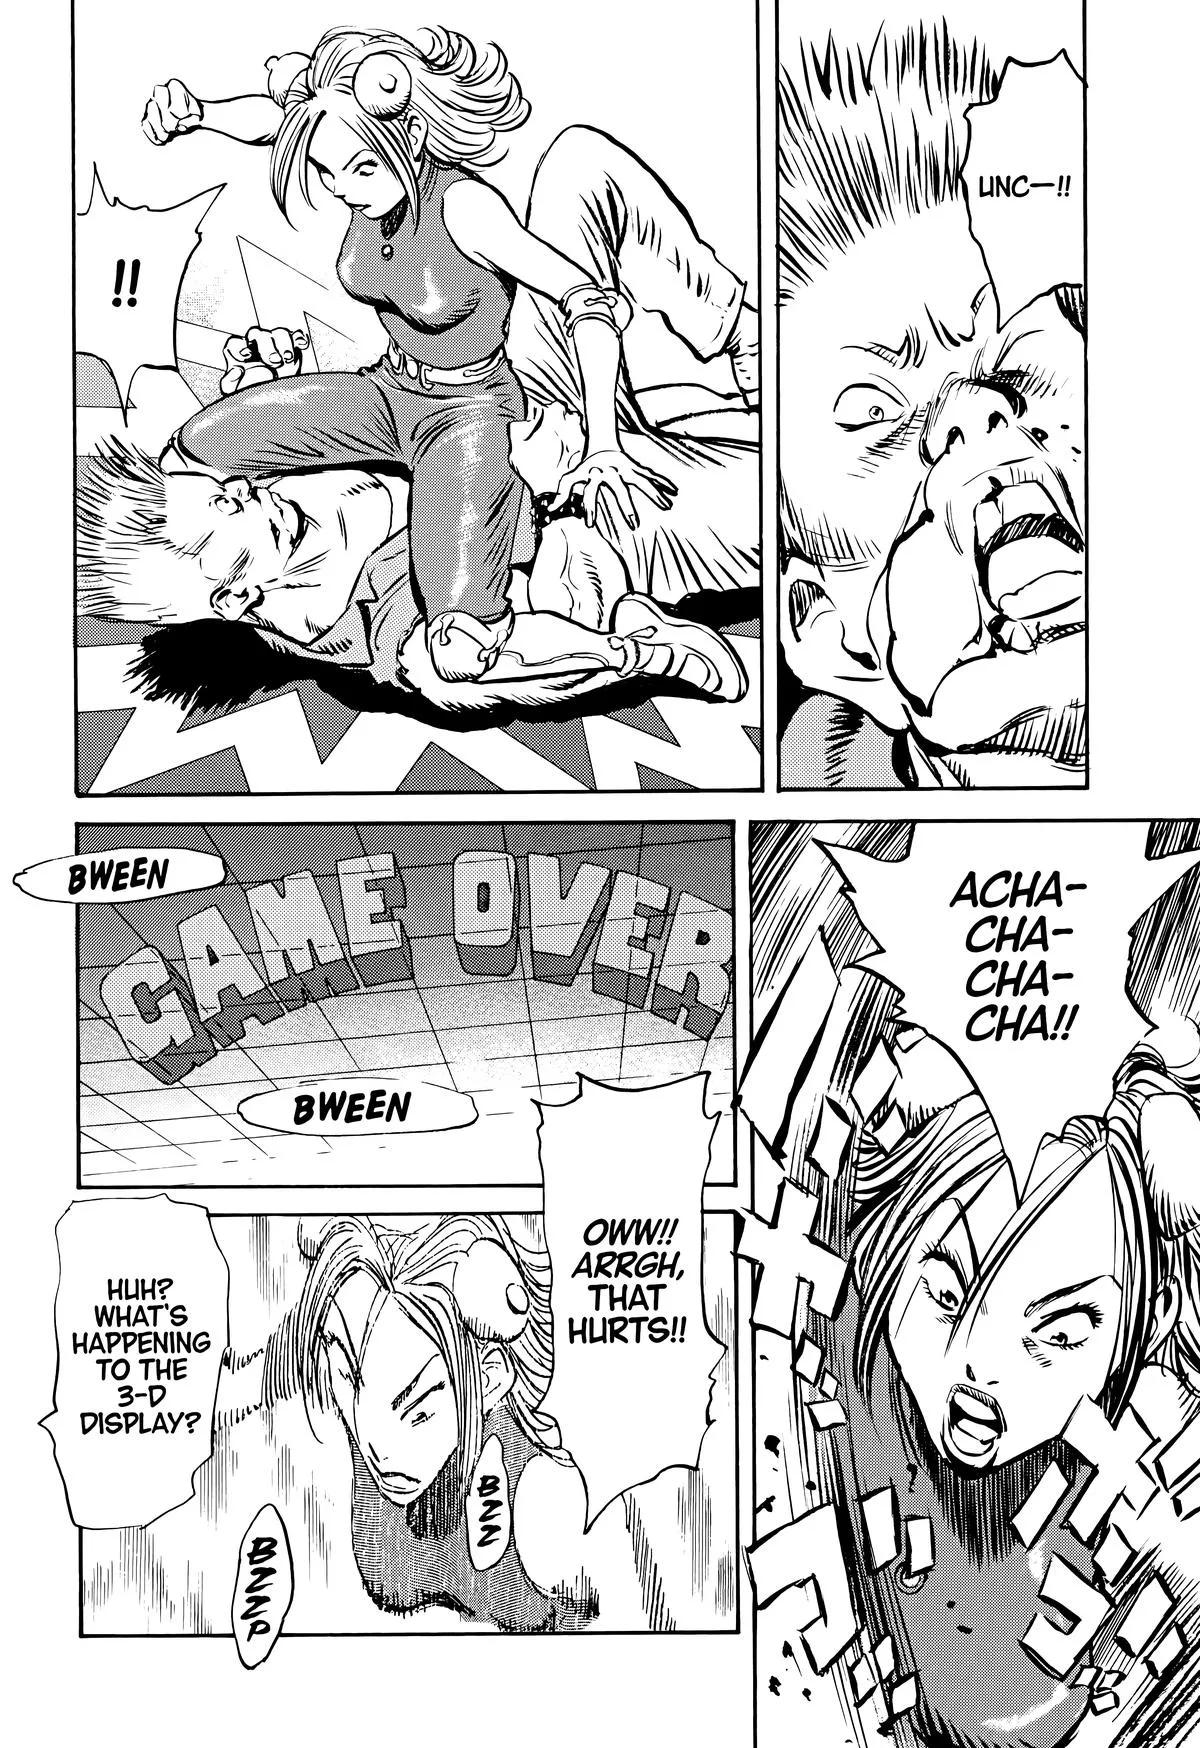 UNC—!!
!!
ACHA-
CHA-
CHA-
CHA!!
BWEEN
GAME OVER
BWEEN
OWW!!
ARRGH,
THAT
HURTS!!
BZZ
HUH?
WHAT'S
HAPPENING
TO THE
3-D
DISPLAY?
BZZP